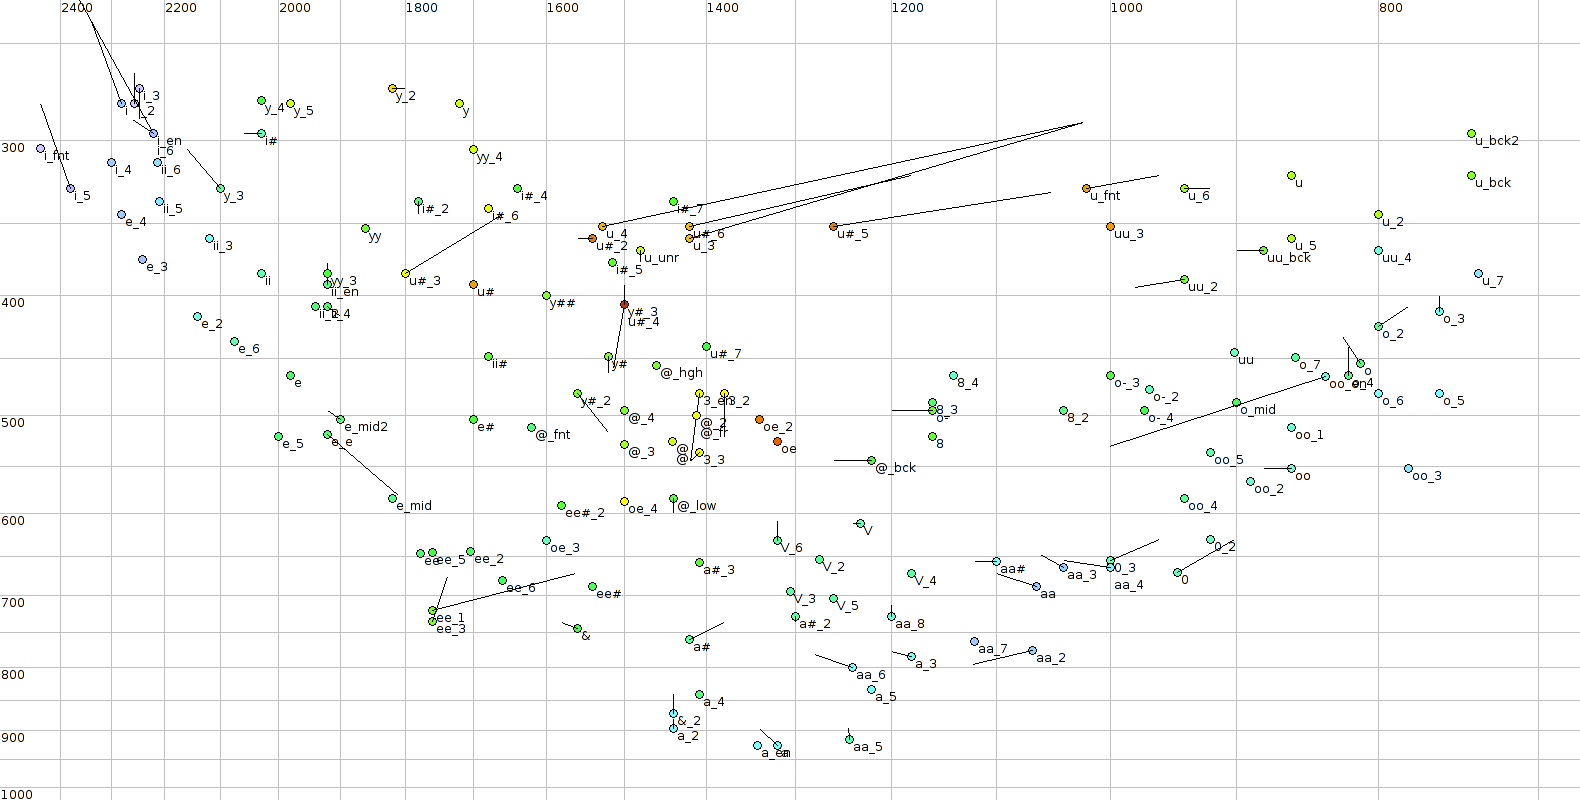 2400 2200 2000 1800 1600 1400 1200 1000 800
i_3
y_2
i
i_2
y_4
y_5
y
i_en
i#
u_bck2
300
i_fnt
i_6
yy_4
i_4
ii_6
i_5
y_3
i#_4
u_fnt
u_6
u
u_bck
ii_5
i#_2
i#_6
i#_7
e_4
u_2
yy
u_4
u#_6
u#_5
uu_3
ii_3
u#_2
u_3
u_5
e_3
u_unr
uu_bck
uu_4
i#_5
ii
yy_3
u#_3
u_7
ii_en
u#
uu_2
400
y##
y#_3
e_2
u#_4
o_3
o_2
e_6
u#_7
uu
o_7
ii#
y#
@_hgh
o
e
8_4
o-_3
o_4
y#_2
3_en
3_2
o-_2
o_6
o_5
8_3
o_mid
e_mid2
e#
@_4
@_2
oe_2
o-
8_2
o-_4
500
@_fnt
oo_1
e_5
e_e
@_3
@
oe
8
@
3_3
oo_5
@_bck
oo
oo_3
oo_2
e_mid
@_low
oo_4
ee#_2
oe_4
600
V
oe_3
V_6
0_2
ee
ee_5
ee_2
V_2
a#_3
aa#
0_3
ee_6
V_4
aa_3
aa_4
0
ee#
V_3
aa
700
V_5
ee_1
a#_2
aa_8
ee_3
&
a#
aa_7
aa_2
a_3
800
aa_6
a_5
a_4
&_2
900
a_2
aa_5
a_en
a
1000